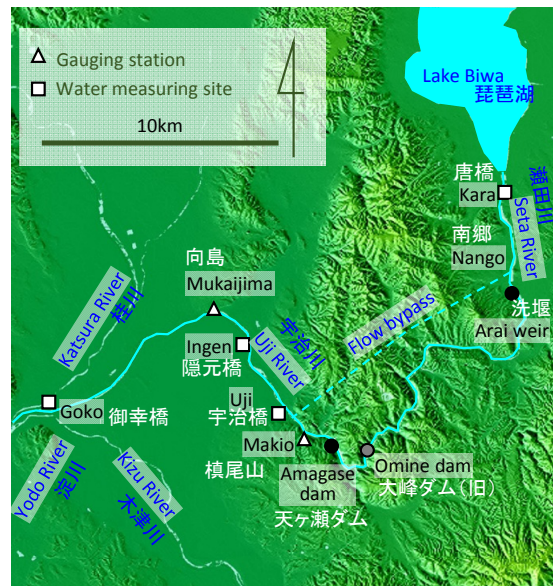 Gauging station
Water measuring site
10km
Lake Biwa
琵琶湖
唐橋
Kara
瀬田川
Seta River
南郷
Nango
洗堰
Arai weir
向島
Mukaijima
Katsura River
桂川
宇治川
Uji River
Flow bypass
Ingen
隠元橋
Uji
宇治橋
Goko
御幸橋
Makio
槙尾山
Amagase
dam
天ヶ瀬ダム
Omine dam
大峰ダム(旧)
Yodo River
淀川
Kizu River
木津川